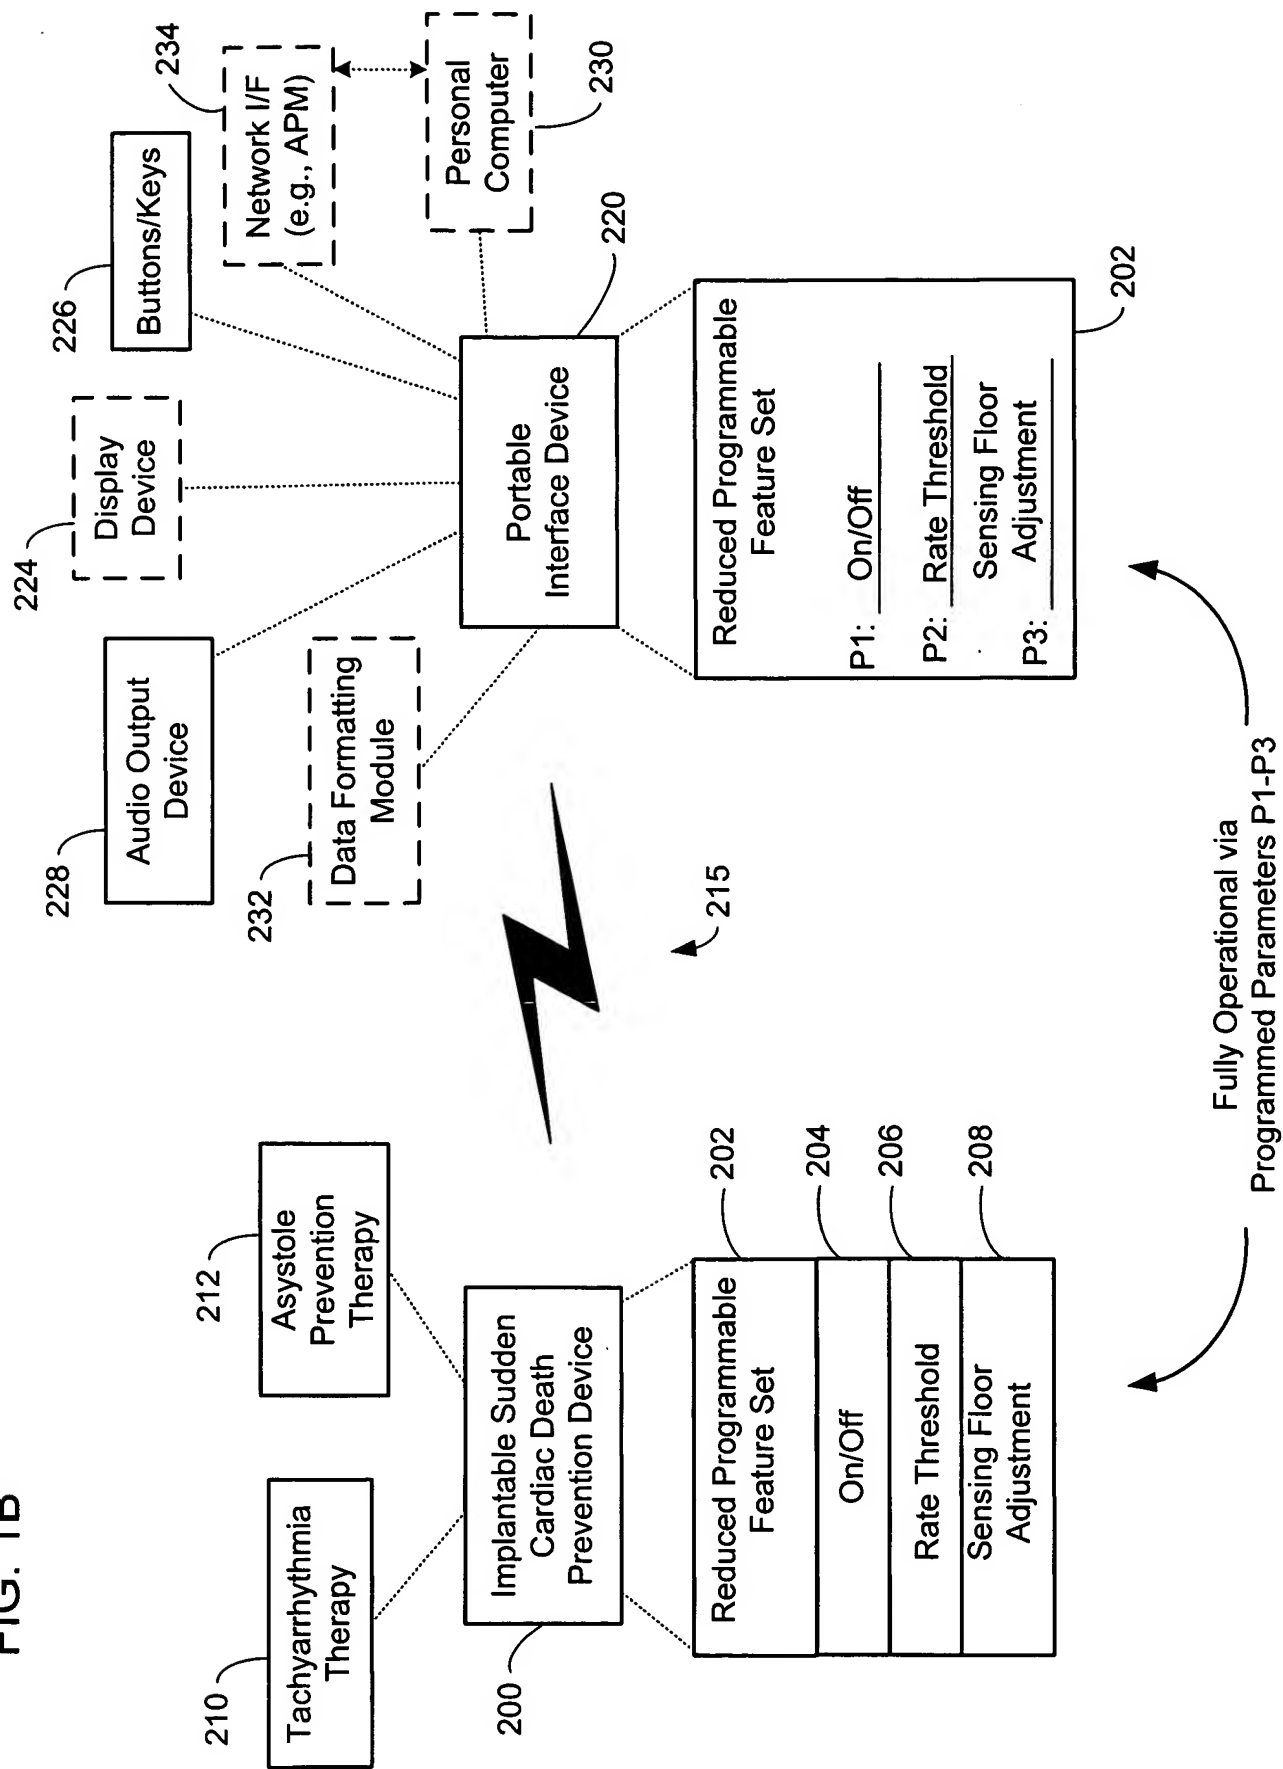 FIG. 1B
210
Tachyarrhythmia
Therapy
212
Asystole
Prevention
Therapy
Implantable Sudden
Cardiac Death
Prevention Device
200
Reduced Programmable
Feature Set
202
On/Off
204
Rate Threshold
206
Sensing Floor
Adjustment
208
215
228
Audio Output
Device
224
Display
Device
226
Buttons/Keys
234
Network I/F
(e.g., APM)
Personal
Computer
230
232
Data Formatting
Module
Portable
Interface Device
220
Reduced Programmable
Feature Set
P1: On/Off
P2: Rate Threshold
Sensing Floor
P3: Adjustment
202
Fully Operational via
Programmed Parameters P1-P3